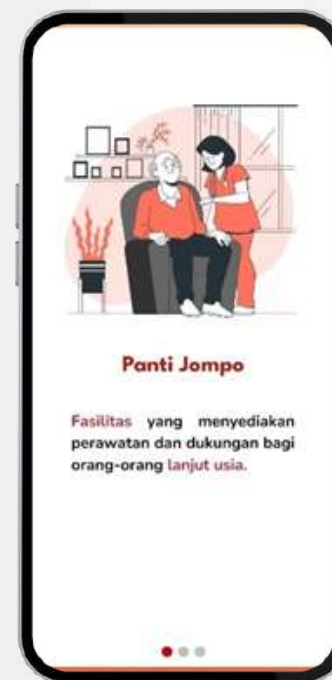 Panti Jompo
Fasilitas yang menyediakan
perawatan dan dukungan bagi
orang-orang lanjut usia.